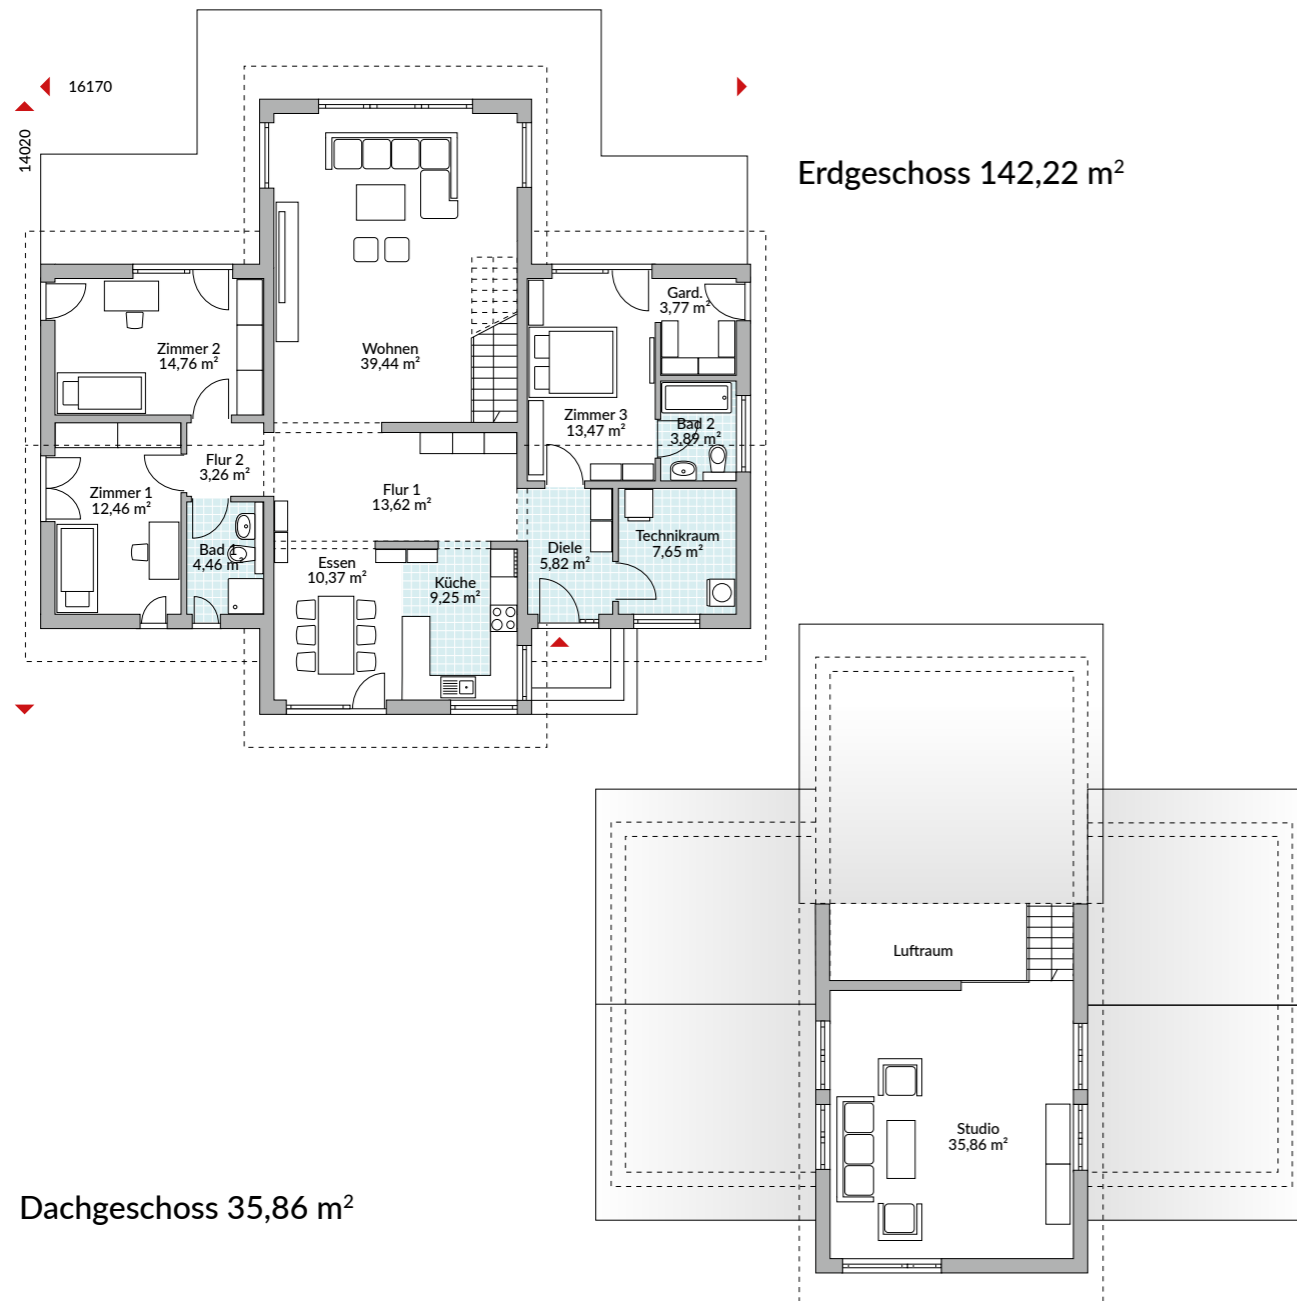 16170
14020
Erdgeschoss 142,22 m²
Wohnen
39,44 m²
Gard.
3,77 m²
Zimmer 2
14,76 m²
Zimmer 3
13,47 m²
Bad 2
3,89 m²
Flur 2
3,26 m²
Zimmer 1
12,46 m²
Flur 1
13,62 m²
Bad 1
4,46 m²
Essen
10,37 m²
Küche
9,25 m²
Diele
5,82 m²
Technikraum
7,65 m²
Luftraum
Studio
35,86 m²
Dachgeschoss 35,86 m²